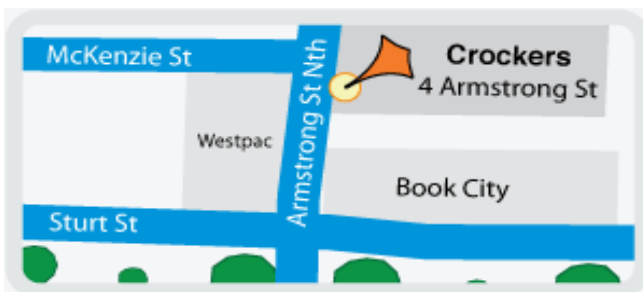 McKenzie St
Armstrong St Nth
Crockers
4 Armstrong St
Westpac
Book City
Sturt St